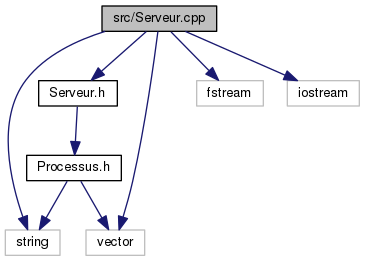 src/Serveur.cpp
Serveur.h
fstream
iostream
Processus.h
string
vector